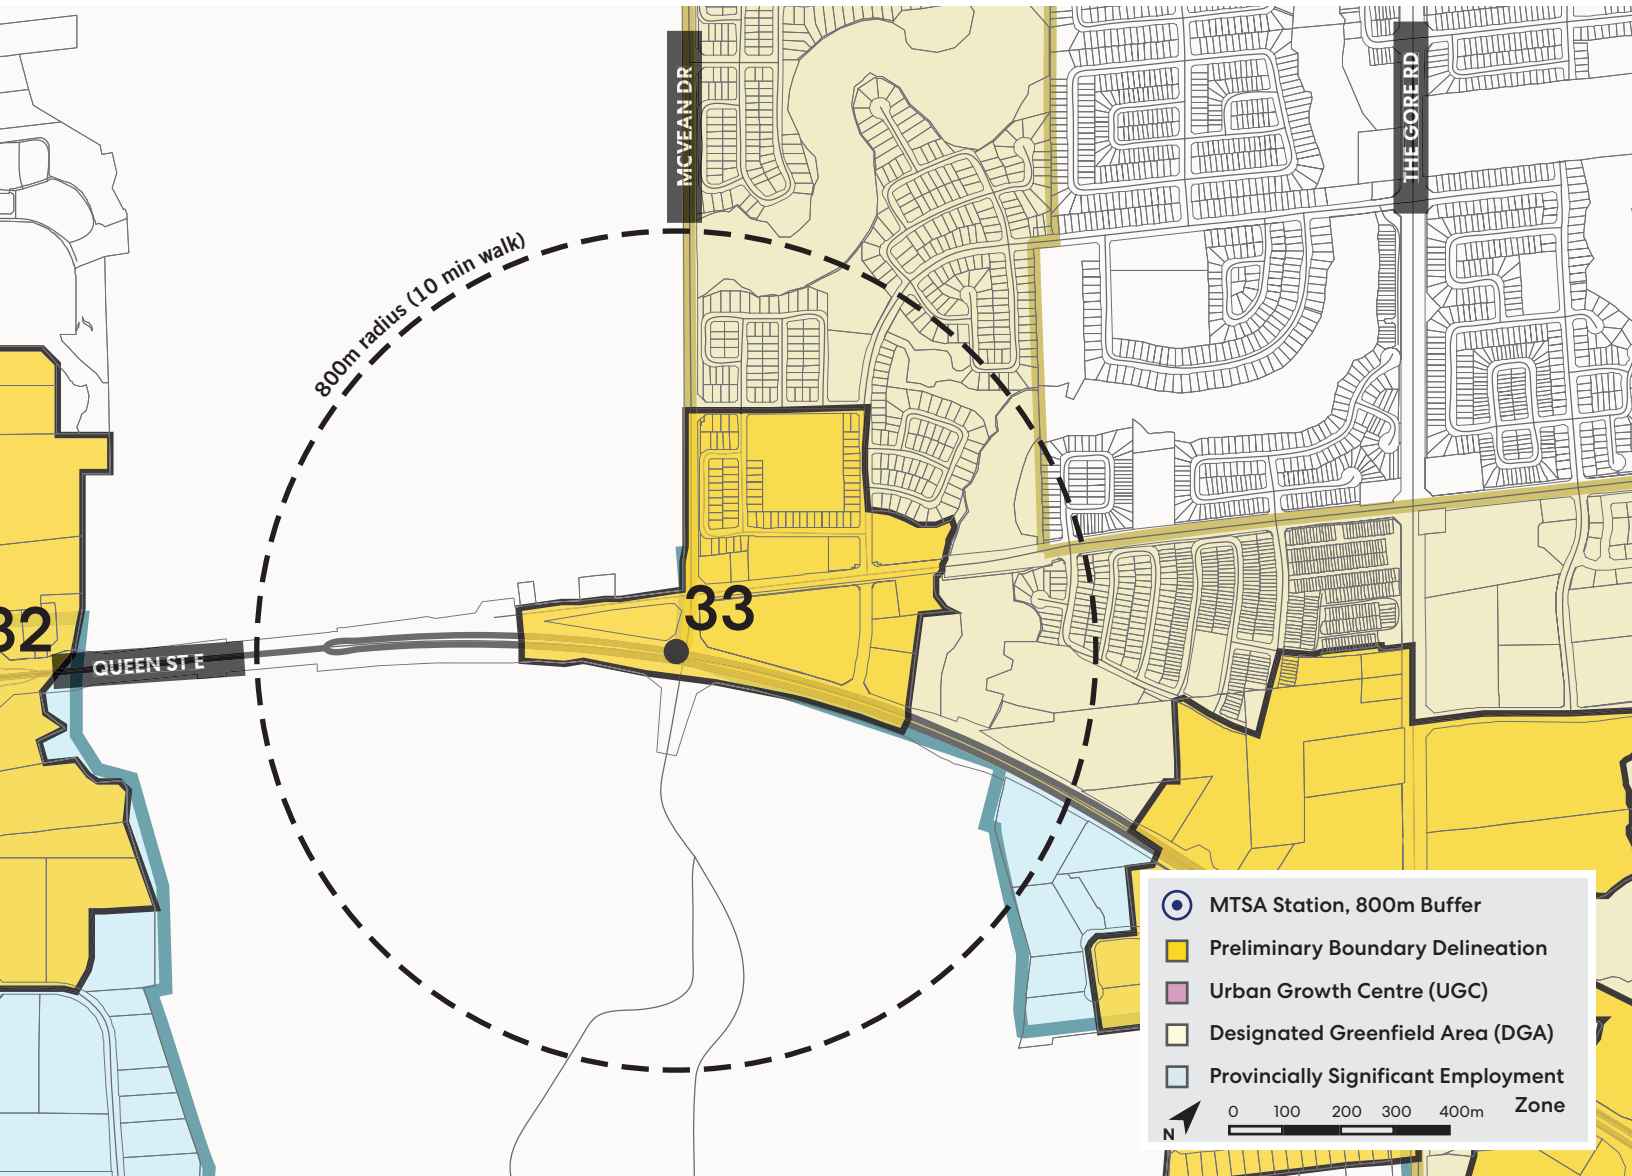 MCVEAN DR
THE GORE RD
800m radius (10 min walk)
33
32
QUEEN ST E
MTSA Station, 800m Buffer
Preliminary Boundary Delineation
Urban Growth Centre (UGC)
Designated Greenfield Area (DGA)
Provincially Significant Employment
Zone
0 100 200 300 400m
N